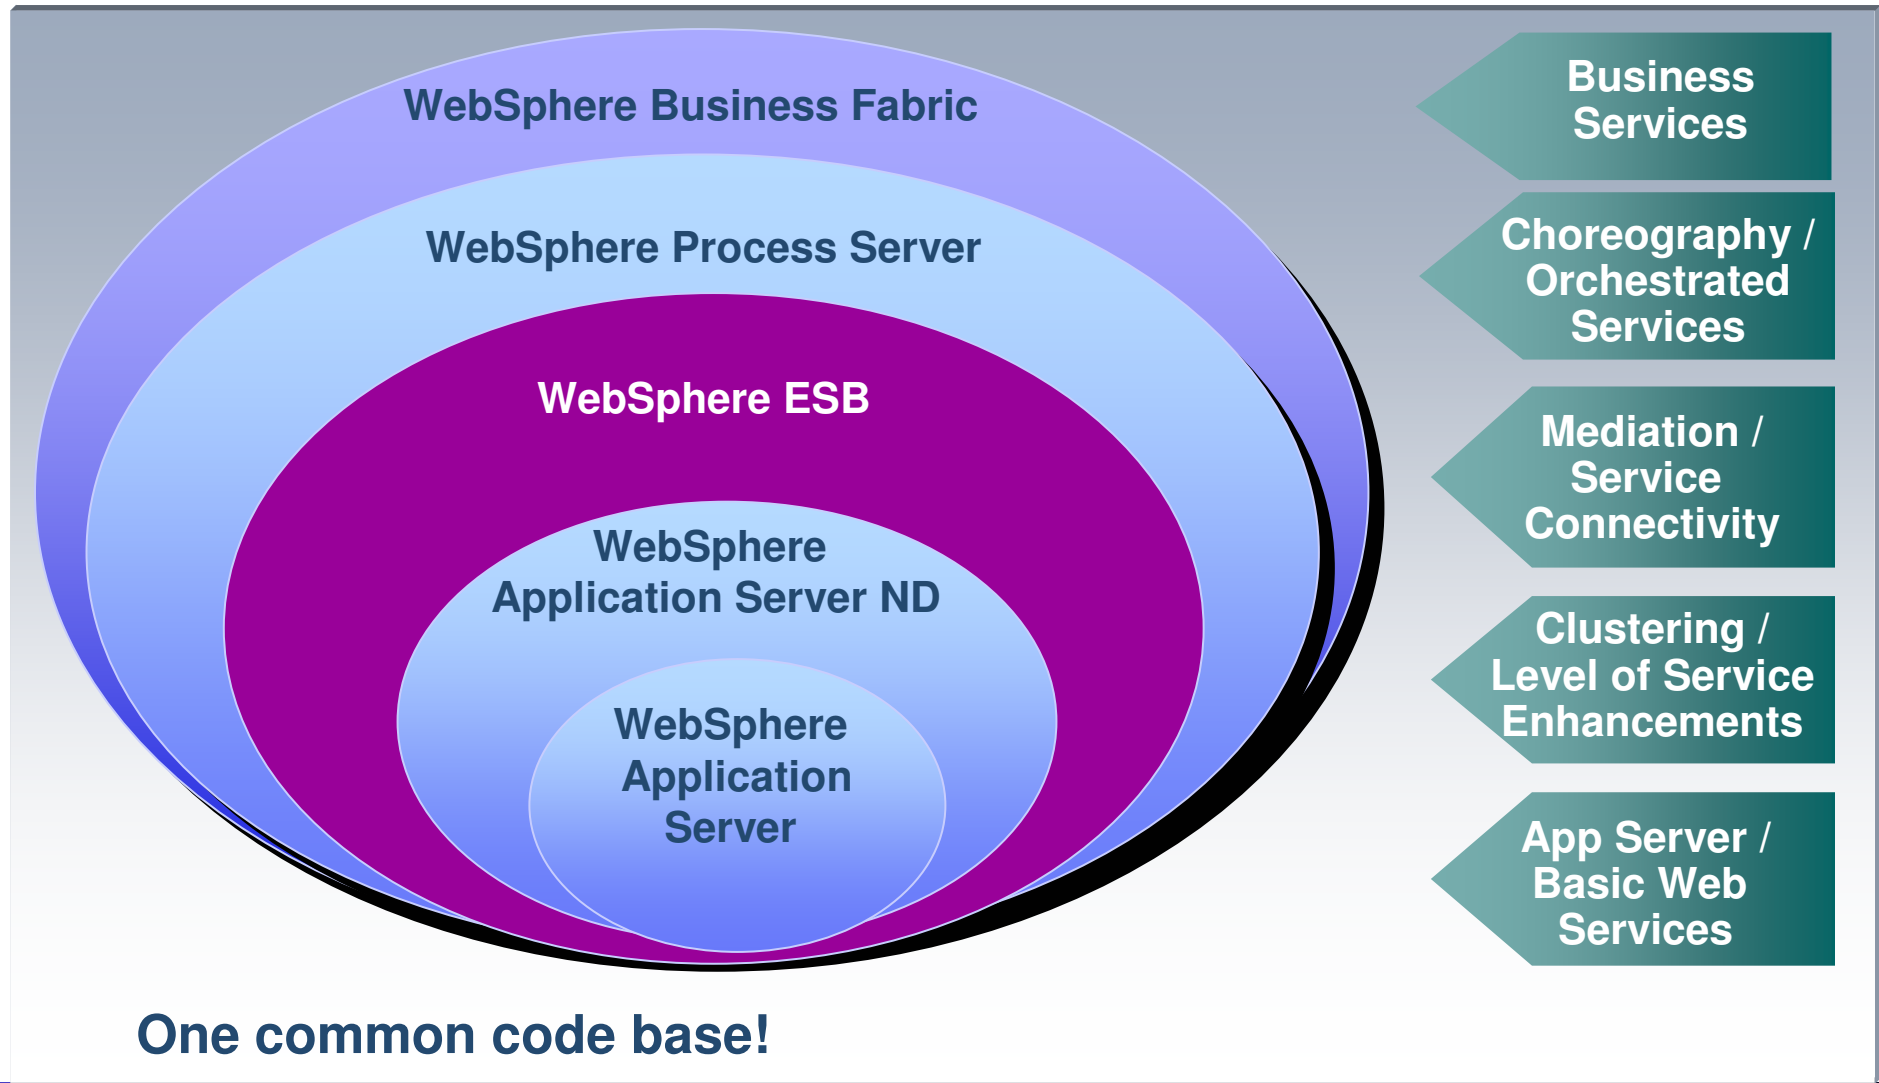 WebSphere Business Fabric
WebSphere Process Server
WebSphere ESB
WebSphere
Application Server ND
WebSphere
Application
Server
Business
Services
Choreography /
Orchestrated
Services
Mediation /
Service
Connectivity
Clustering /
Level of Service
Enhancements
App Server /
Basic Web
Services
One common code base!